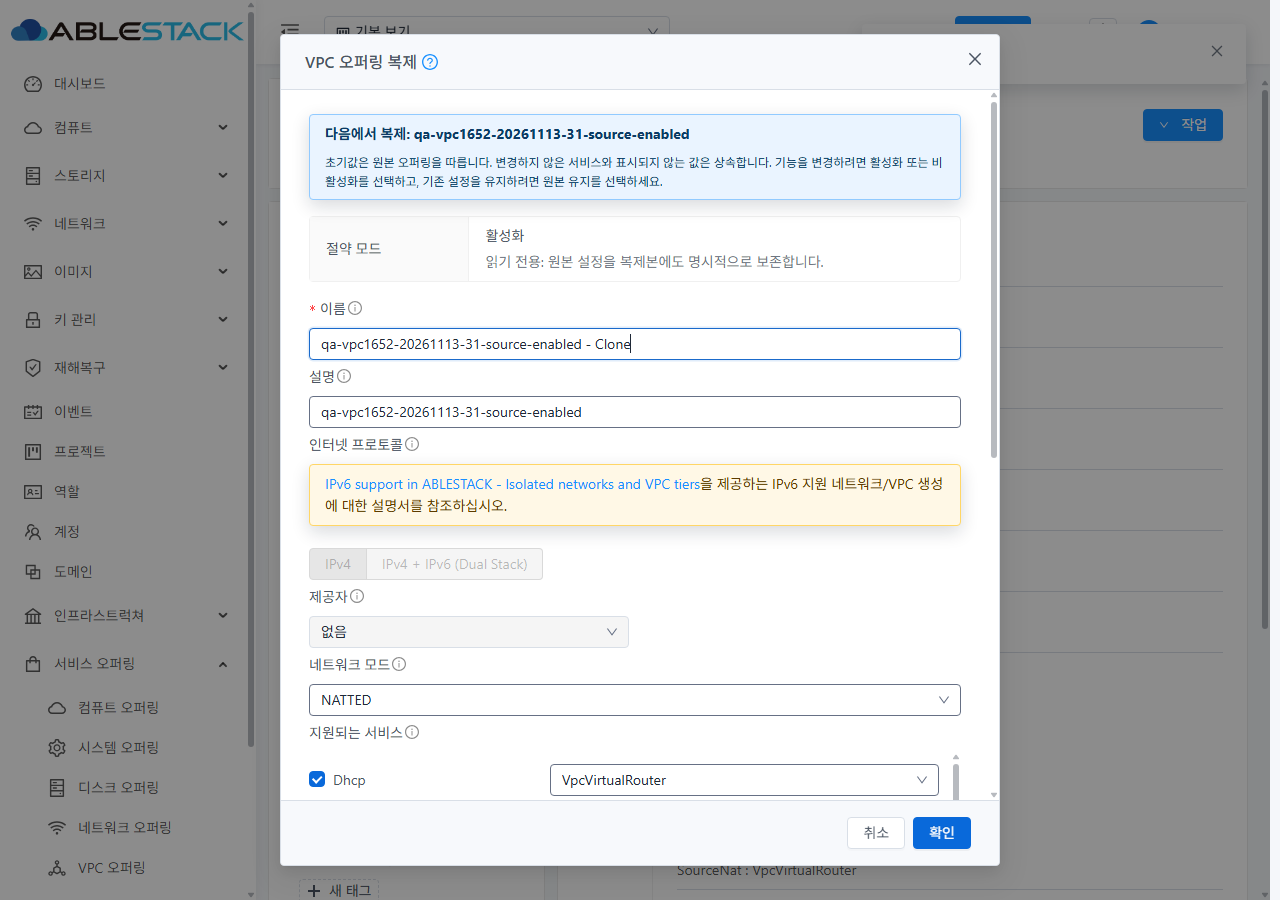 ABLESTACK
기본 보기
대시보드
컴퓨트
스토리지
네트워크
이미지
키 관리
재해복구
이벤트
프로젝트
역할
계정
도메인
인프라스트럭쳐
서비스 오퍼링
컴퓨트 오퍼링
시스템 오퍼링
디스크 오퍼링
네트워크 오퍼링
VPC 오퍼링
작업
VPC 오퍼링 복제
다음에서 복제: qa-vpc1652-20261113-31-source-enabled
초기값은 원본 오퍼링을 따릅니다. 변경하지 않은 서비스와 표시되지 않는 값은 상속합니다. 기능을 변경하려면 활성화 또는 비
활성화를 선택하고, 기존 설정을 유지하려면 원본 유지를 선택하세요.
절약 모드
활성화
읽기 전용: 원본 설정을 복제본에도 명시적으로 보존합니다.
* 이름
qa-vpc1652-20261113-31-source-enabled - Clone
설명
qa-vpc1652-20261113-31-source-enabled
인터넷 프로토콜
IPv6 support in ABLESTACK - Isolated networks and VPC tiers을 제공하는 IPv6 지원 네트워크/VPC 생성
에 대한 설명서를 참조하십시오.
IPv4
IPv4 + IPv6 (Dual Stack)
제공자
없음
네트워크 모드
NATTED
지원되는 서비스
Dhcp
VpcVirtualRouter
취소
확인
SourceNat : VpcVirtualRouter
새 태그